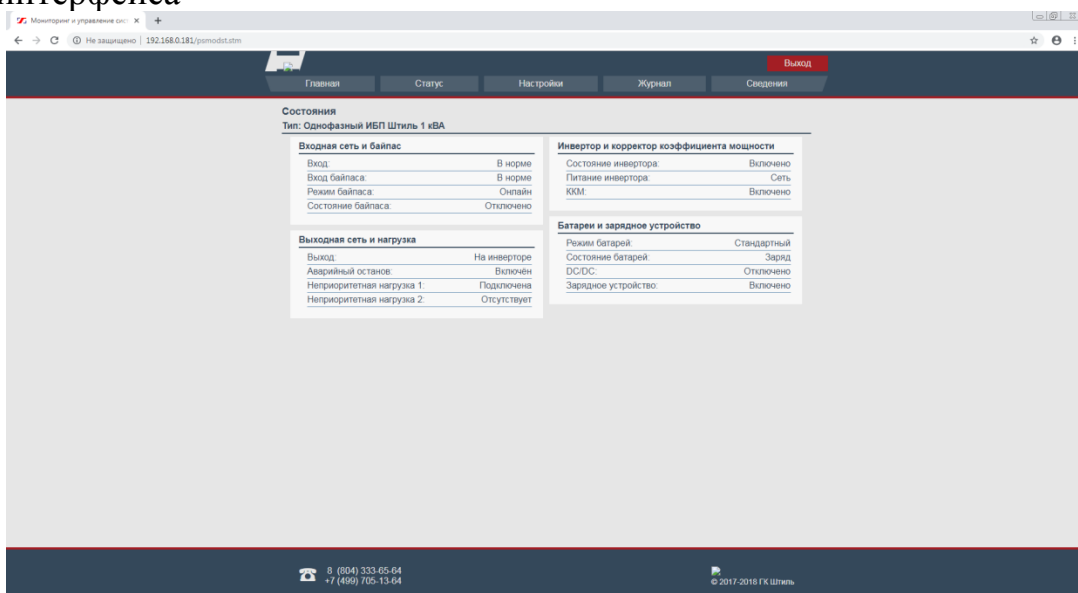 интерфейса
Мониторинг и управление сист
Не защищено | 192.168.0.181/psmodst.stm
Выход
Главная Статус Настройки Журнал Сведения
Состояния
Тип: Однофазный ИБП Штиль 1 кВА
Входная сеть и байпас
Вход: В норме
Вход байпаса: В норме
Режим байпаса: Онлайн
Состояние байпаса: Отключено
Выходная сеть и нагрузка
Выход: На инверторе
Аварийный останов: Включён
Неприоритетная нагрузка 1: Подключена
Неприоритетная нагрузка 2: Отсутствует
Инвертор и корректор коэффициента мощности
Состояние инвертора: Включено
Питание инвертора: Сеть
ККМ: Включено
Батареи и зарядное устройство
Режим батарей: Стандартный
Состояние батарей: Заряд
DC/DC: Отключено
Зарядное устройство: Включено
8 (804) 333-65-64
+7 (499) 705-13-64
© 2017-2018 ГК Штиль